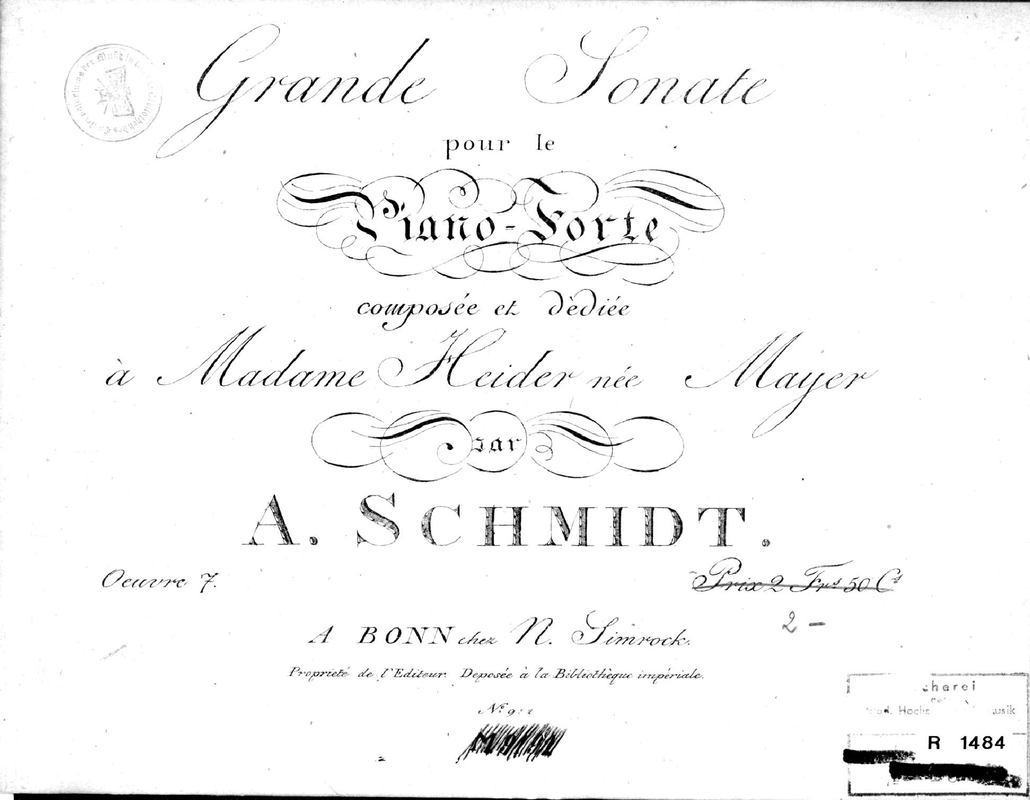 Grande Sonate
pour le
Piano-Forte
composée et dèdiée
à Madame Heider née Mayer
par
A. SCHMIDT.
Oeuvre 7.
Prix 2 Frs 50 Cs
2 –
A BONN chez N. Simrock.
Proprieté de l'Editeur. Deposée à la Bibliothèque impériale.
R 1484